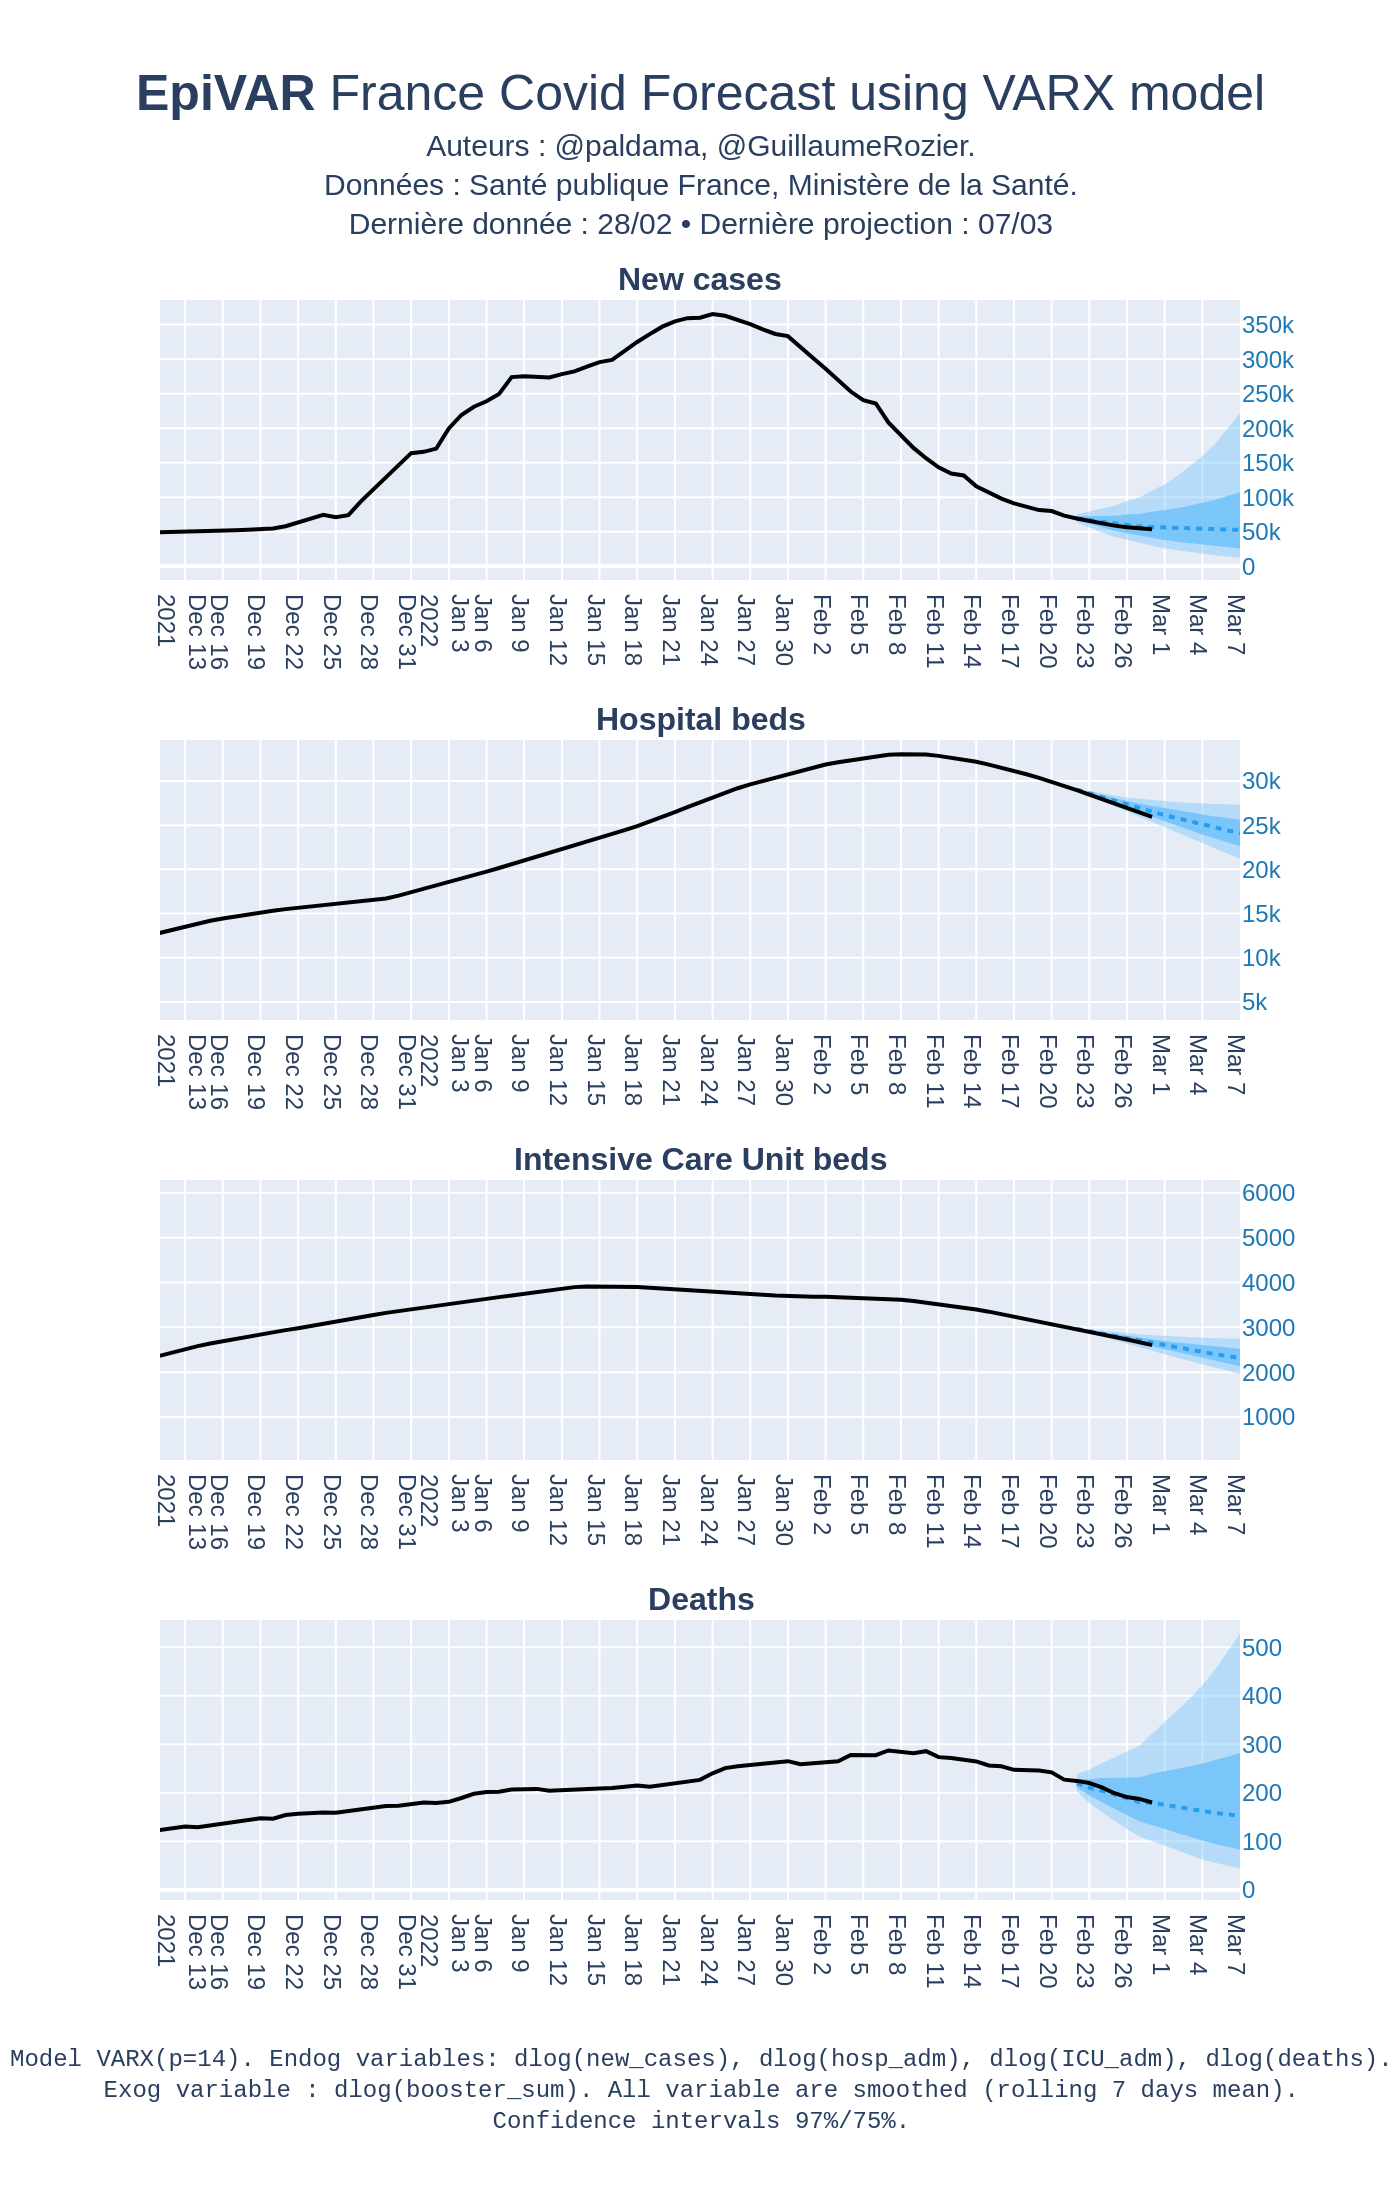 EpiVAR France Covid Forecast using VARX model
Auteurs : @paldama, @GuillaumeRozier.
Données : Santé publique France, Ministère de la Santé.
Dernière donnée : 28/02 • Dernière projection : 07/03
New cases
350k
300k
250k
200k
150k
100k
50k
0
2021 Dec 13 Dec 16 Dec 19 Dec 22 Dec 25 Dec 28 Dec 31 2022 Jan 3 Jan 6 Jan 9 Jan 12 Jan 15 Jan 18 Jan 21 Jan 24 Jan 27 Jan 30 Feb 2 Feb 5 Feb 8 Feb 11 Feb 14 Feb 17 Feb 20 Feb 23 Feb 26 Mar 1 Mar 4 Mar 7
Hospital beds
30k
25k
20k
15k
10k
5k
2021 Dec 13 Dec 16 Dec 19 Dec 22 Dec 25 Dec 28 Dec 31 2022 Jan 3 Jan 6 Jan 9 Jan 12 Jan 15 Jan 18 Jan 21 Jan 24 Jan 27 Jan 30 Feb 2 Feb 5 Feb 8 Feb 11 Feb 14 Feb 17 Feb 20 Feb 23 Feb 26 Mar 1 Mar 4 Mar 7
Intensive Care Unit beds
6000
5000
4000
3000
2000
1000
2021 Dec 13 Dec 16 Dec 19 Dec 22 Dec 25 Dec 28 Dec 31 2022 Jan 3 Jan 6 Jan 9 Jan 12 Jan 15 Jan 18 Jan 21 Jan 24 Jan 27 Jan 30 Feb 2 Feb 5 Feb 8 Feb 11 Feb 14 Feb 17 Feb 20 Feb 23 Feb 26 Mar 1 Mar 4 Mar 7
Deaths
500
400
300
200
100
0
2021 Dec 13 Dec 16 Dec 19 Dec 22 Dec 25 Dec 28 Dec 31 2022 Jan 3 Jan 6 Jan 9 Jan 12 Jan 15 Jan 18 Jan 21 Jan 24 Jan 27 Jan 30 Feb 2 Feb 5 Feb 8 Feb 11 Feb 14 Feb 17 Feb 20 Feb 23 Feb 26 Mar 1 Mar 4 Mar 7
Model VARX(p=14). Endog variables: dlog(new_cases), dlog(hosp_adm), dlog(ICU_adm), dlog(deaths).
Exog variable : dlog(booster_sum). All variable are smoothed (rolling 7 days mean).
Confidence intervals 97%/75%.